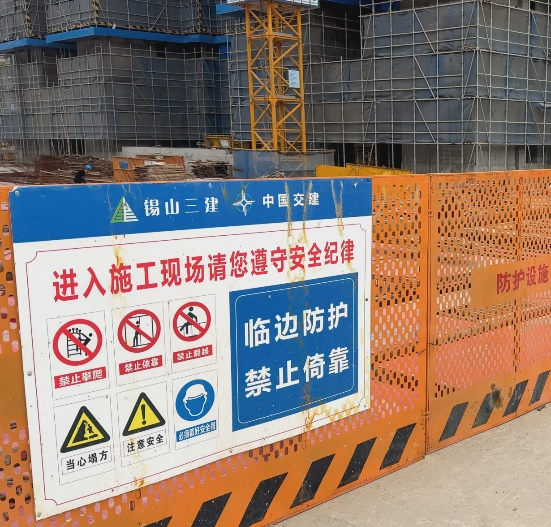 锡山三建 中国交建
进入施工现场请您遵守安全纪律
禁止攀爬 禁止依靠 禁止翻越
当心塌方 注意安全 必须戴好安全帽
临边防护
禁止倚靠
防护设施